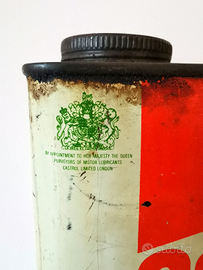 BY APPOINTMENT TO HER MAJESTY THE QUEEN
PURVEYORS OF MOTOR LUBRICANTS
CASTROL LIMITED LONDON